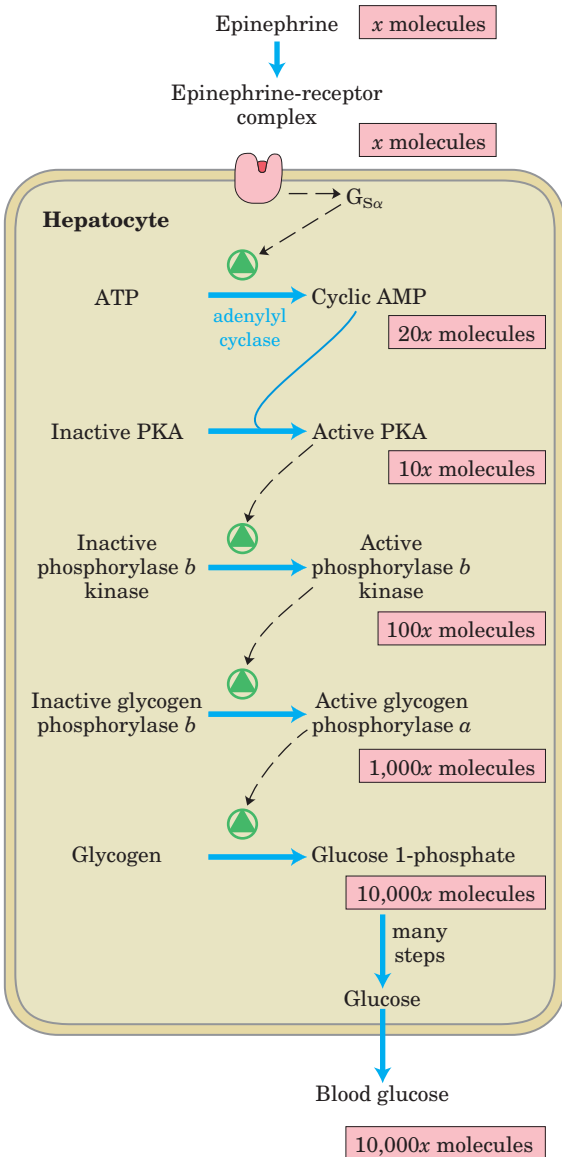 Epinephrine
x molecules
Epinephrine-receptor
complex
x molecules
GSα
Hepatocyte
ATP
Cyclic AMP
adenylyl
cyclase
20x molecules
Inactive PKA
Active PKA
10x molecules
Inactive
phosphorylase b
kinase
Active
phosphorylase b
kinase
100x molecules
Inactive glycogen
phosphorylase b
Active glycogen
phosphorylase a
1,000x molecules
Glycogen
Glucose 1-phosphate
10,000x molecules
many
steps
Glucose
Blood glucose
10,000x molecules